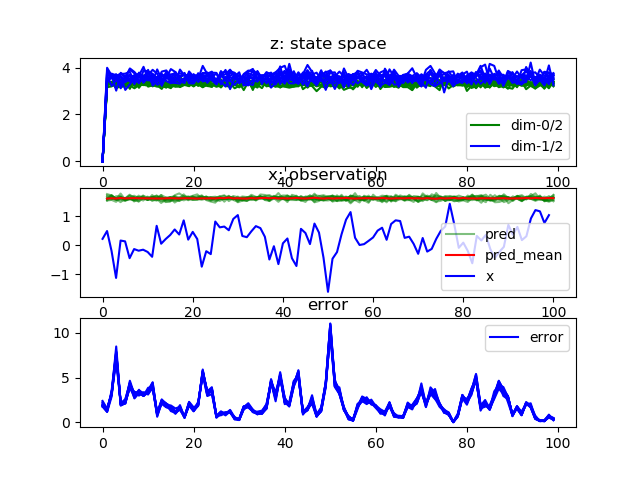 z: state space
4
2
0
dim-0/2
dim-1/2
0 20 40 60 80 100
x: observation
1
0
−1
pred
pred_mean
x
0 20 40 60 80 100
error
10
5
0
error
0 20 40 60 80 100